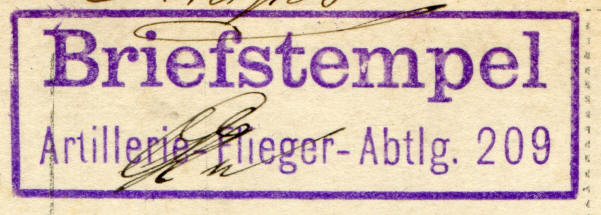 Briefstempel
Artillerie-Flieger-Abtlg. 209